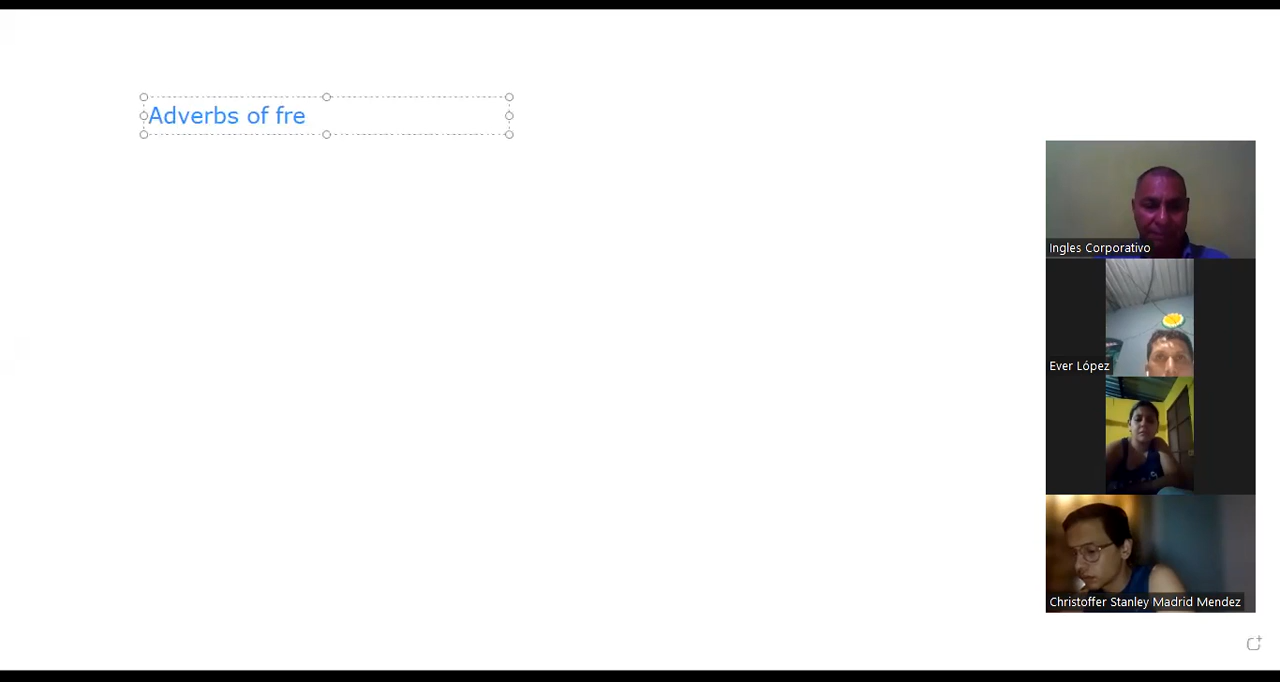 Adverbs of fre
Ingles Corporativo
Ever López
Christoffer Stanley Madrid Mendez